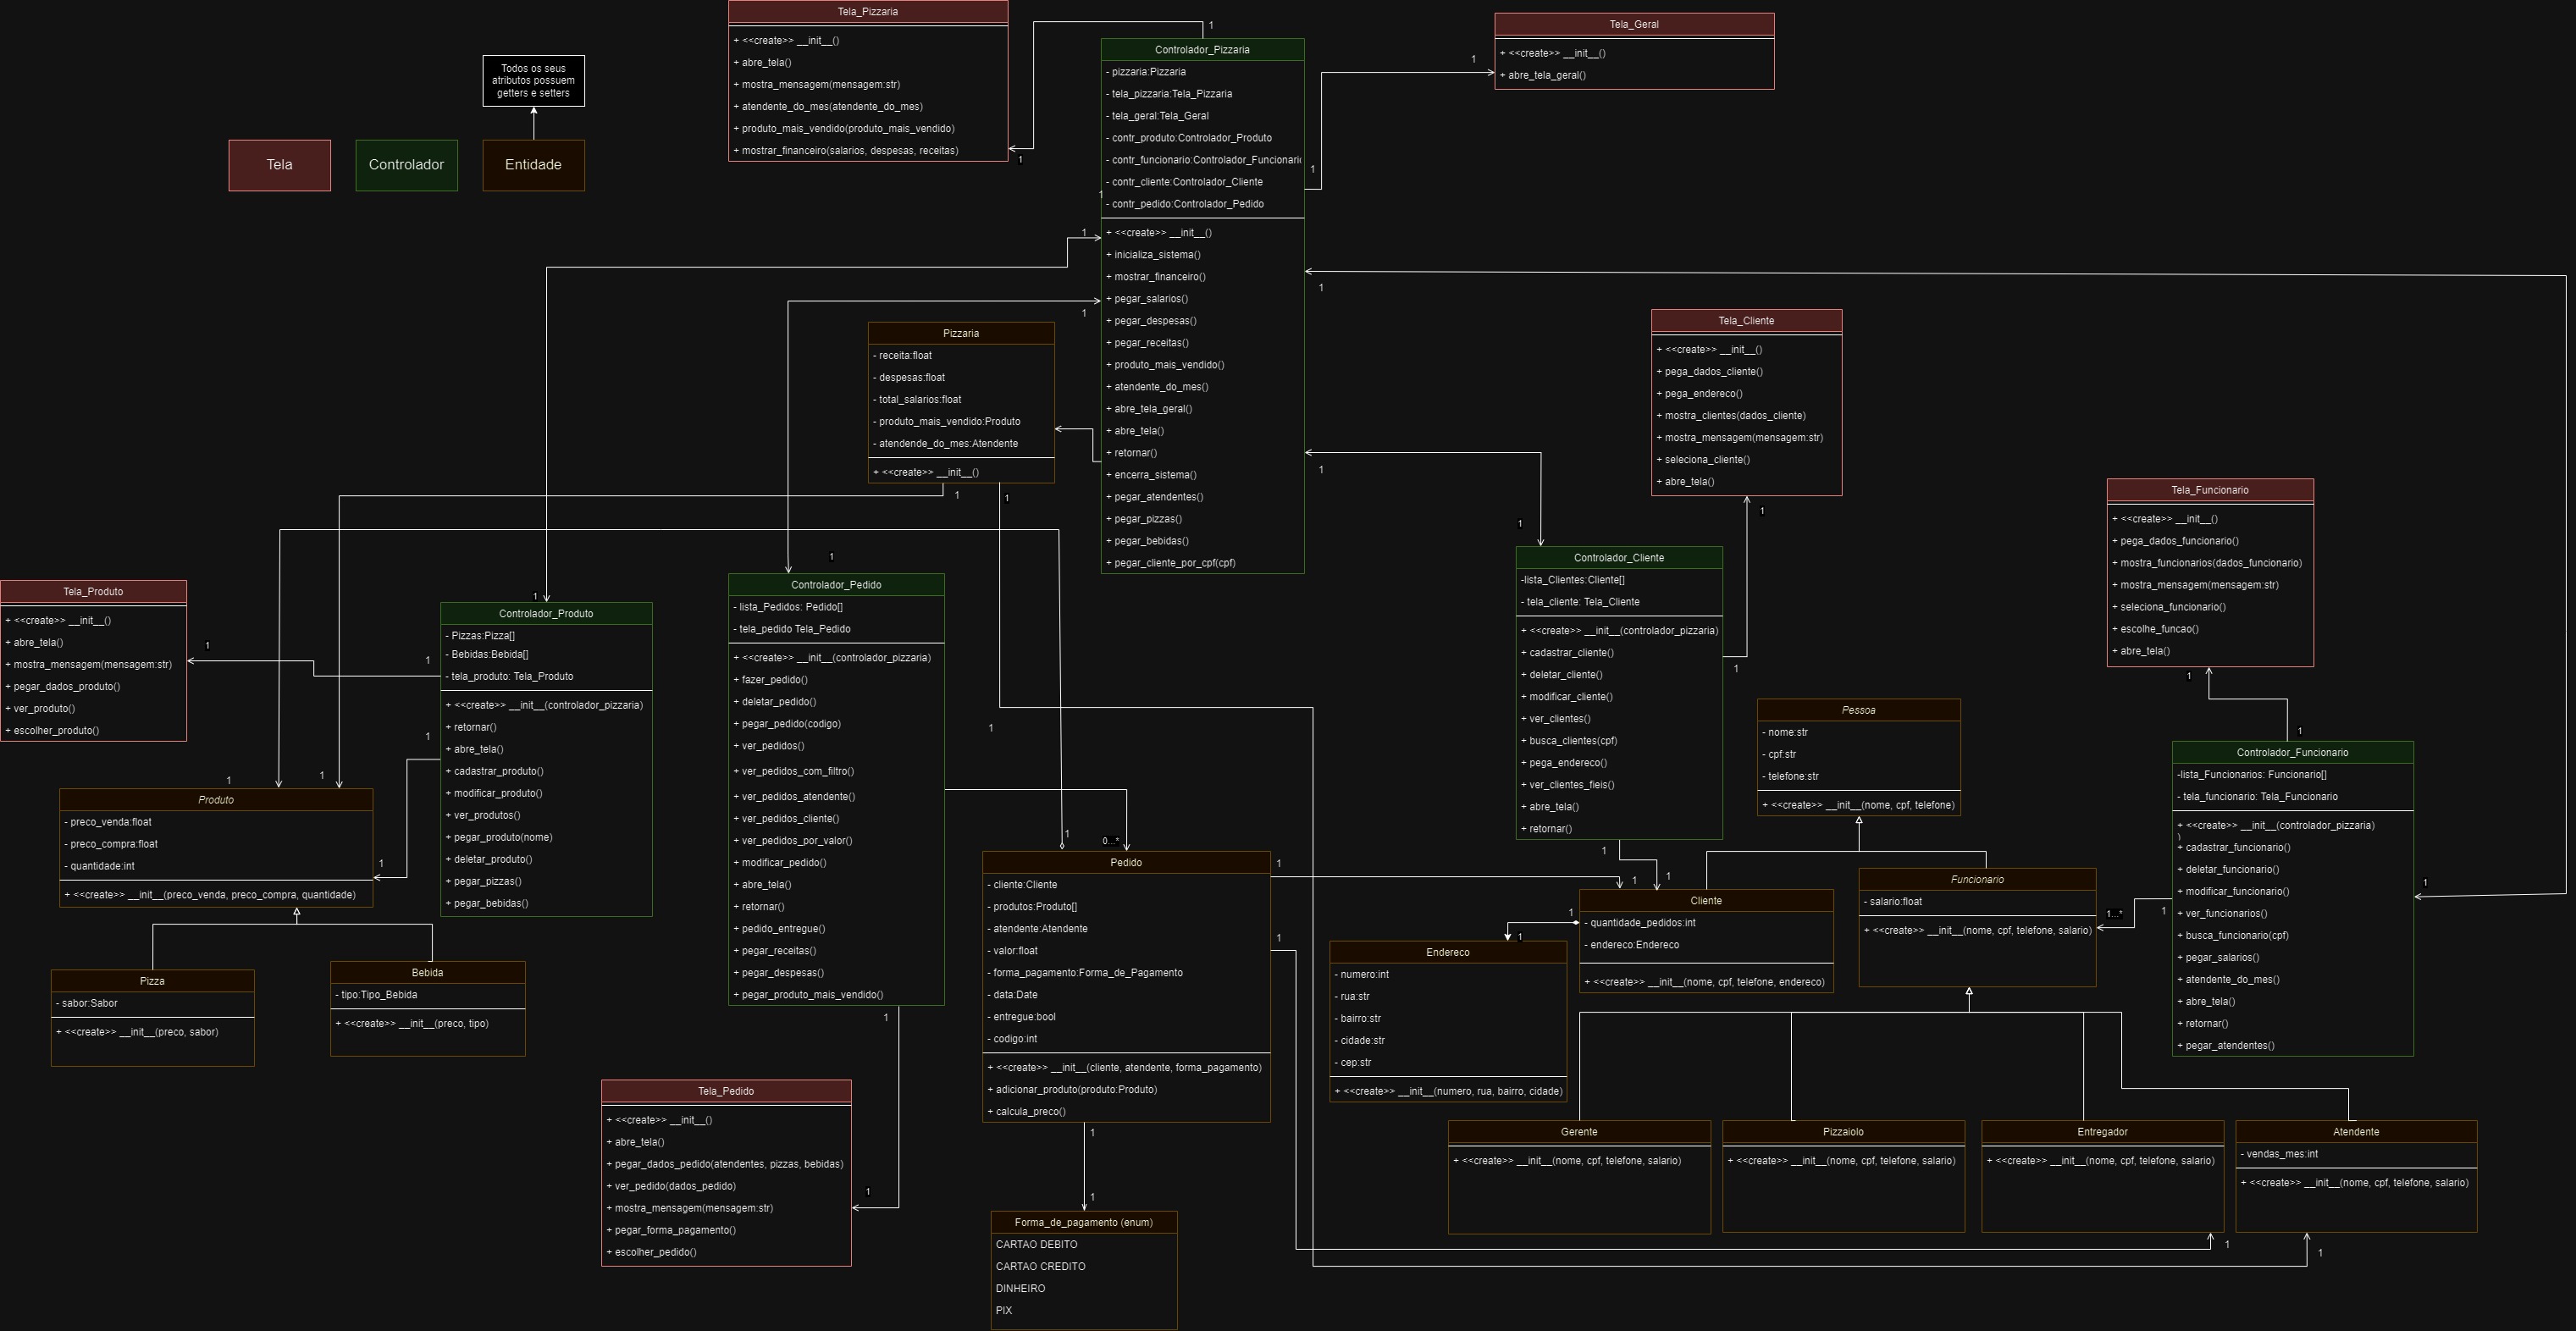 Tela_Pizzaria
+ <<create>> __init__()
+ abre_tela()
+ mostra_mensagem(mensagem:str)
+ atendente_do_mes(atendente_do_mes)
+ produto_mais_vendido(produto_mais_vendido)
+ mostrar_financeiro(salarios, despesas, receitas)
1
1
Todos os seus
atributos possuem
getters e setters
Tela
Controlador
Entidade
Controlador_Pizzaria
- pizzaria:Pizzaria
- tela_pizzaria:Tela_Pizzaria
- tela_geral:Tela_Geral
- contr_produto:Controlador_Produto
- contr_funcionario:Controlador_Funcionari
- contr_cliente:Controlador_Cliente
- contr_pedido:Controlador_Pedido
+ <<create>> __init__()
+ inicializa_sistema()
+ mostrar_financeiro()
+ pegar_salarios()
+ pegar_despesas()
+ pegar_receitas()
+ produto_mais_vendido()
+ atendente_do_mes()
+ abre_tela_geral()
+ abre_tela()
+ retornar()
+ encerra_sistema()
+ pegar_atendentes()
+ pegar_pizzas()
+ pegar_bebidas()
+ pegar_cliente_por_cpf(cpf)
1
1
1
1
1
1
1
Tela_Geral
+ <<create>> __init__()
+ abre_tela_geral()
Pizzaria
- receita:float
- despesas:float
- total_salarios:float
- produto_mais_vendido:Produto
- atendende_do_mes:Atendente
+ <<create>> __init__()
1
1
Tela_Cliente
+ <<create>> __init__()
+ pega_dados_cliente()
+ pega_endereco()
+ mostra_clientes(dados_cliente)
+ mostra_mensagem(mensagem:str)
+ seleciona_cliente()
+ abre_tela()
1
Tela_Funcionario
+ <<create>> __init__()
+ pega_dados_funcionario()
+ mostra_funcionarios(dados_funcionario)
+ mostra_mensagem(mensagem:str)
+ seleciona_funcionario()
+ escolhe_funcao()
+ abre_tela()
1
1
Tela_Produto
+ <<create>> __init__()
+ abre_tela()
+ mostra_mensagem(mensagem:str)
+ pegar_dados_produto()
+ ver_produto()
+ escolher_produto()
1
1
1
1
Controlador_Produto
- Pizzas:Pizza[]
- Bebidas:Bebida[]
- tela_produto: Tela_Produto
+ <<create>> __init__(controlador_pizzaria)
+ retornar()
+ abre_tela()
+ cadastrar_produto()
+ modificar_produto()
+ ver_produtos()
+ pegar_produto(nome)
+ deletar_produto()
+ pegar_pizzas()
+ pegar_bebidas()
1
Controlador_Pedido
- lista_Pedidos: Pedido[]
- tela_pedido Tela_Pedido
+ <<create>> __init__(controlador_pizzaria)
+ fazer_pedido()
+ deletar_pedido()
+ pegar_pedido(codigo)
+ ver_pedidos()
+ ver_pedidos_com_filtro()
+ ver_pedidos_atendente()
+ ver_pedidos_cliente()
+ ver_pedidos_por_valor()
+ modificar_pedido()
+ abre_tela()
+ retornar()
+ pedido_entregue()
+ pegar_receitas()
+ pegar_despesas()
+ pegar_produto_mais_vendido()
1
1
1
Controlador_Cliente
-lista_Clientes:Cliente[]
- tela_cliente: Tela_Cliente
+ <<create>> __init__(controlador_pizzaria)
+ cadastrar_cliente()
+ deletar_cliente()
+ modificar_cliente()
+ ver_clientes()
+ busca_clientes(cpf)
+ pega_endereco()
+ ver_clientes_fieis()
+ abre_tela()
+ retornar()
1
1
1
Pessoa
- nome:str
- cpf:str
- telefone:str
+ <<create>> __init__(nome, cpf, telefone)
Controlador_Funcionario
-lista_Funcionarios: Funcionario[]
- tela_funcionario: Tela_Funcionario
+ <<create>> __init__(controlador_pizzaria)
)
+ cadastrar_funcionario()
+ deletar_funcionario()
+ modificar_funcionario()
+ ver_funcionarios()
+ busca_funcionario(cpf)
+ pegar_salarios()
+ atendente_do_mes()
+ abre_tela()
+ retornar()
+ pegar_atendentes()
1
1
1...*
1
1
Produto
- preco_venda:float
- preco_compra:float
- quantidade:int
+ <<create>> __init__(preco_venda, preco_compra, quantidade)
1
Pizza
- sabor:Sabor
+ <<create>> __init__(preco, sabor)
Bebida
- tipo:Tipo_Bebida
+ <<create>> __init__(preco, tipo)
1
0...*
Pedido
- cliente:Cliente
- produtos:Produto[]
- atendente:Atendente
- valor:float
- forma_pagamento:Forma_de_Pagamento
- data:Date
- entregue:bool
- codigo:int
+ <<create>> __init__(cliente, atendente, forma_pagamento)
+ adicionar_produto(produto:Produto)
+ calcula_preco()
1
1
1
1
Cliente
- quantidade_pedidos:int
- endereco:Endereco
+ <<create>> __init__(nome, cpf, telefone, endereco)
1
1
Endereco
- numero:int
- rua:str
- bairro:str
- cidade:str
- cep:str
+ <<create>> __init__(numero, rua, bairro, cidade)
Funcionario
- salario:float
+ <<create>> __init__(nome, cpf, telefone, salario)
Tela_Pedido
+ <<create>> __init__()
+ abre_tela()
+ pegar_dados_pedido(atendentes, pizzas, bebidas)
+ ver_pedido(dados_pedido)
+ mostra_mensagem(mensagem:str)
+ pegar_forma_pagamento()
+ escolher_pedido()
1
1
1
Forma_de_pagamento (enum)
CARTAO DEBITO
CARTAO CREDITO
DINHEIRO
PIX
Gerente
+ <<create>> __init__(nome, cpf, telefone, salario)
Pizzaiolo
+ <<create>> __init__(nome, cpf, telefone, salario)
Entregador
+ <<create>> __init__(nome, cpf, telefone, salario)
Atendente
- vendas_mes:int
+ <<create>> __init__(nome, cpf, telefone, salario)
1
1